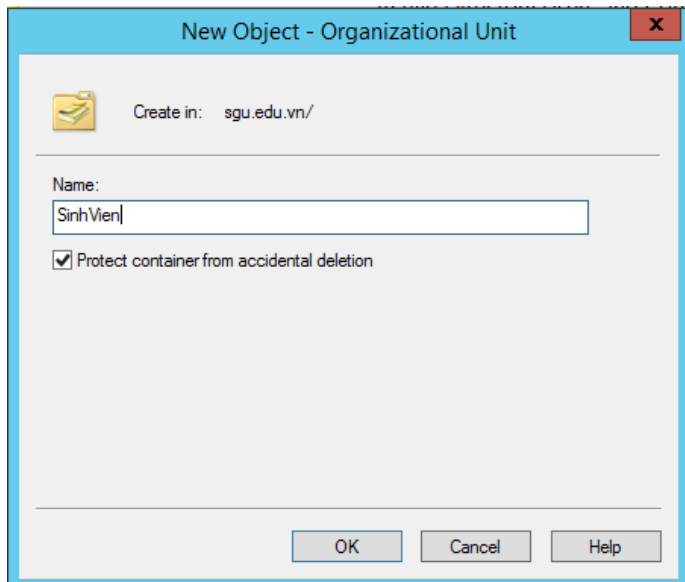 New Object - Organizational Unit
x
Create in: sgu.edu.vn/
Name:
SinhVien
Protect container from accidental deletion
OK Cancel Help